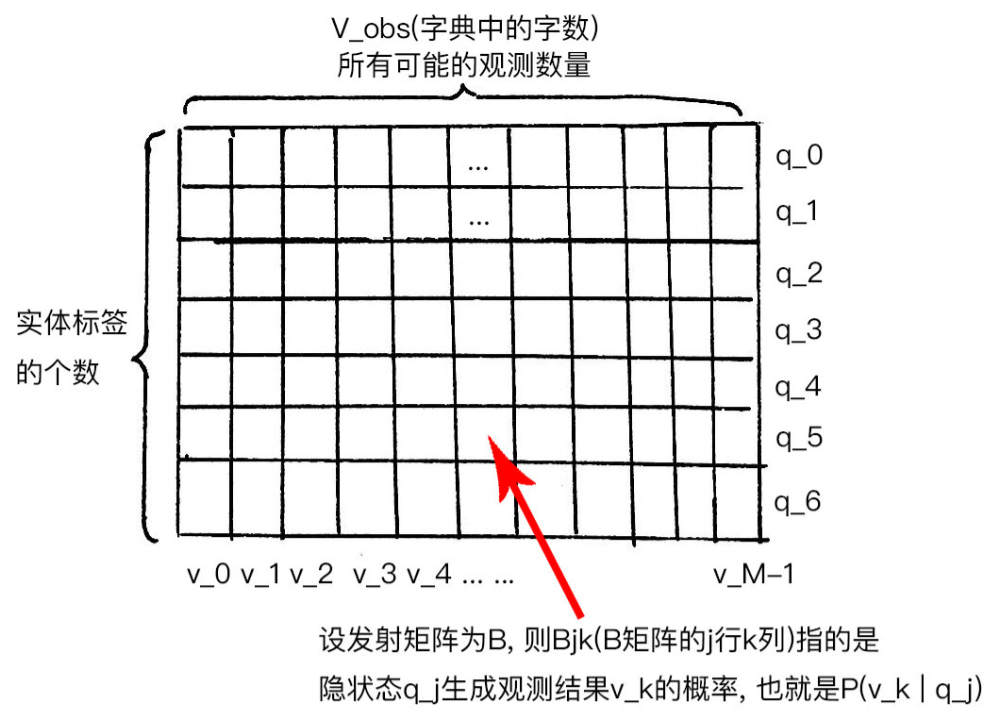 V_obs(字典中的字数)
所有可能的观测数量
... q_0
... q_1
q_2
实体标签
的个数
q_3
q_4
q_5
q_6
v_0 v_1 v_2 v_3 v_4 ... ... v_M-1
设发射矩阵为B, 则Bjk(B矩阵的j行k列)指的是
隐状态q_j生成观测结果v_k的概率, 也就是P(v_k | q_j)